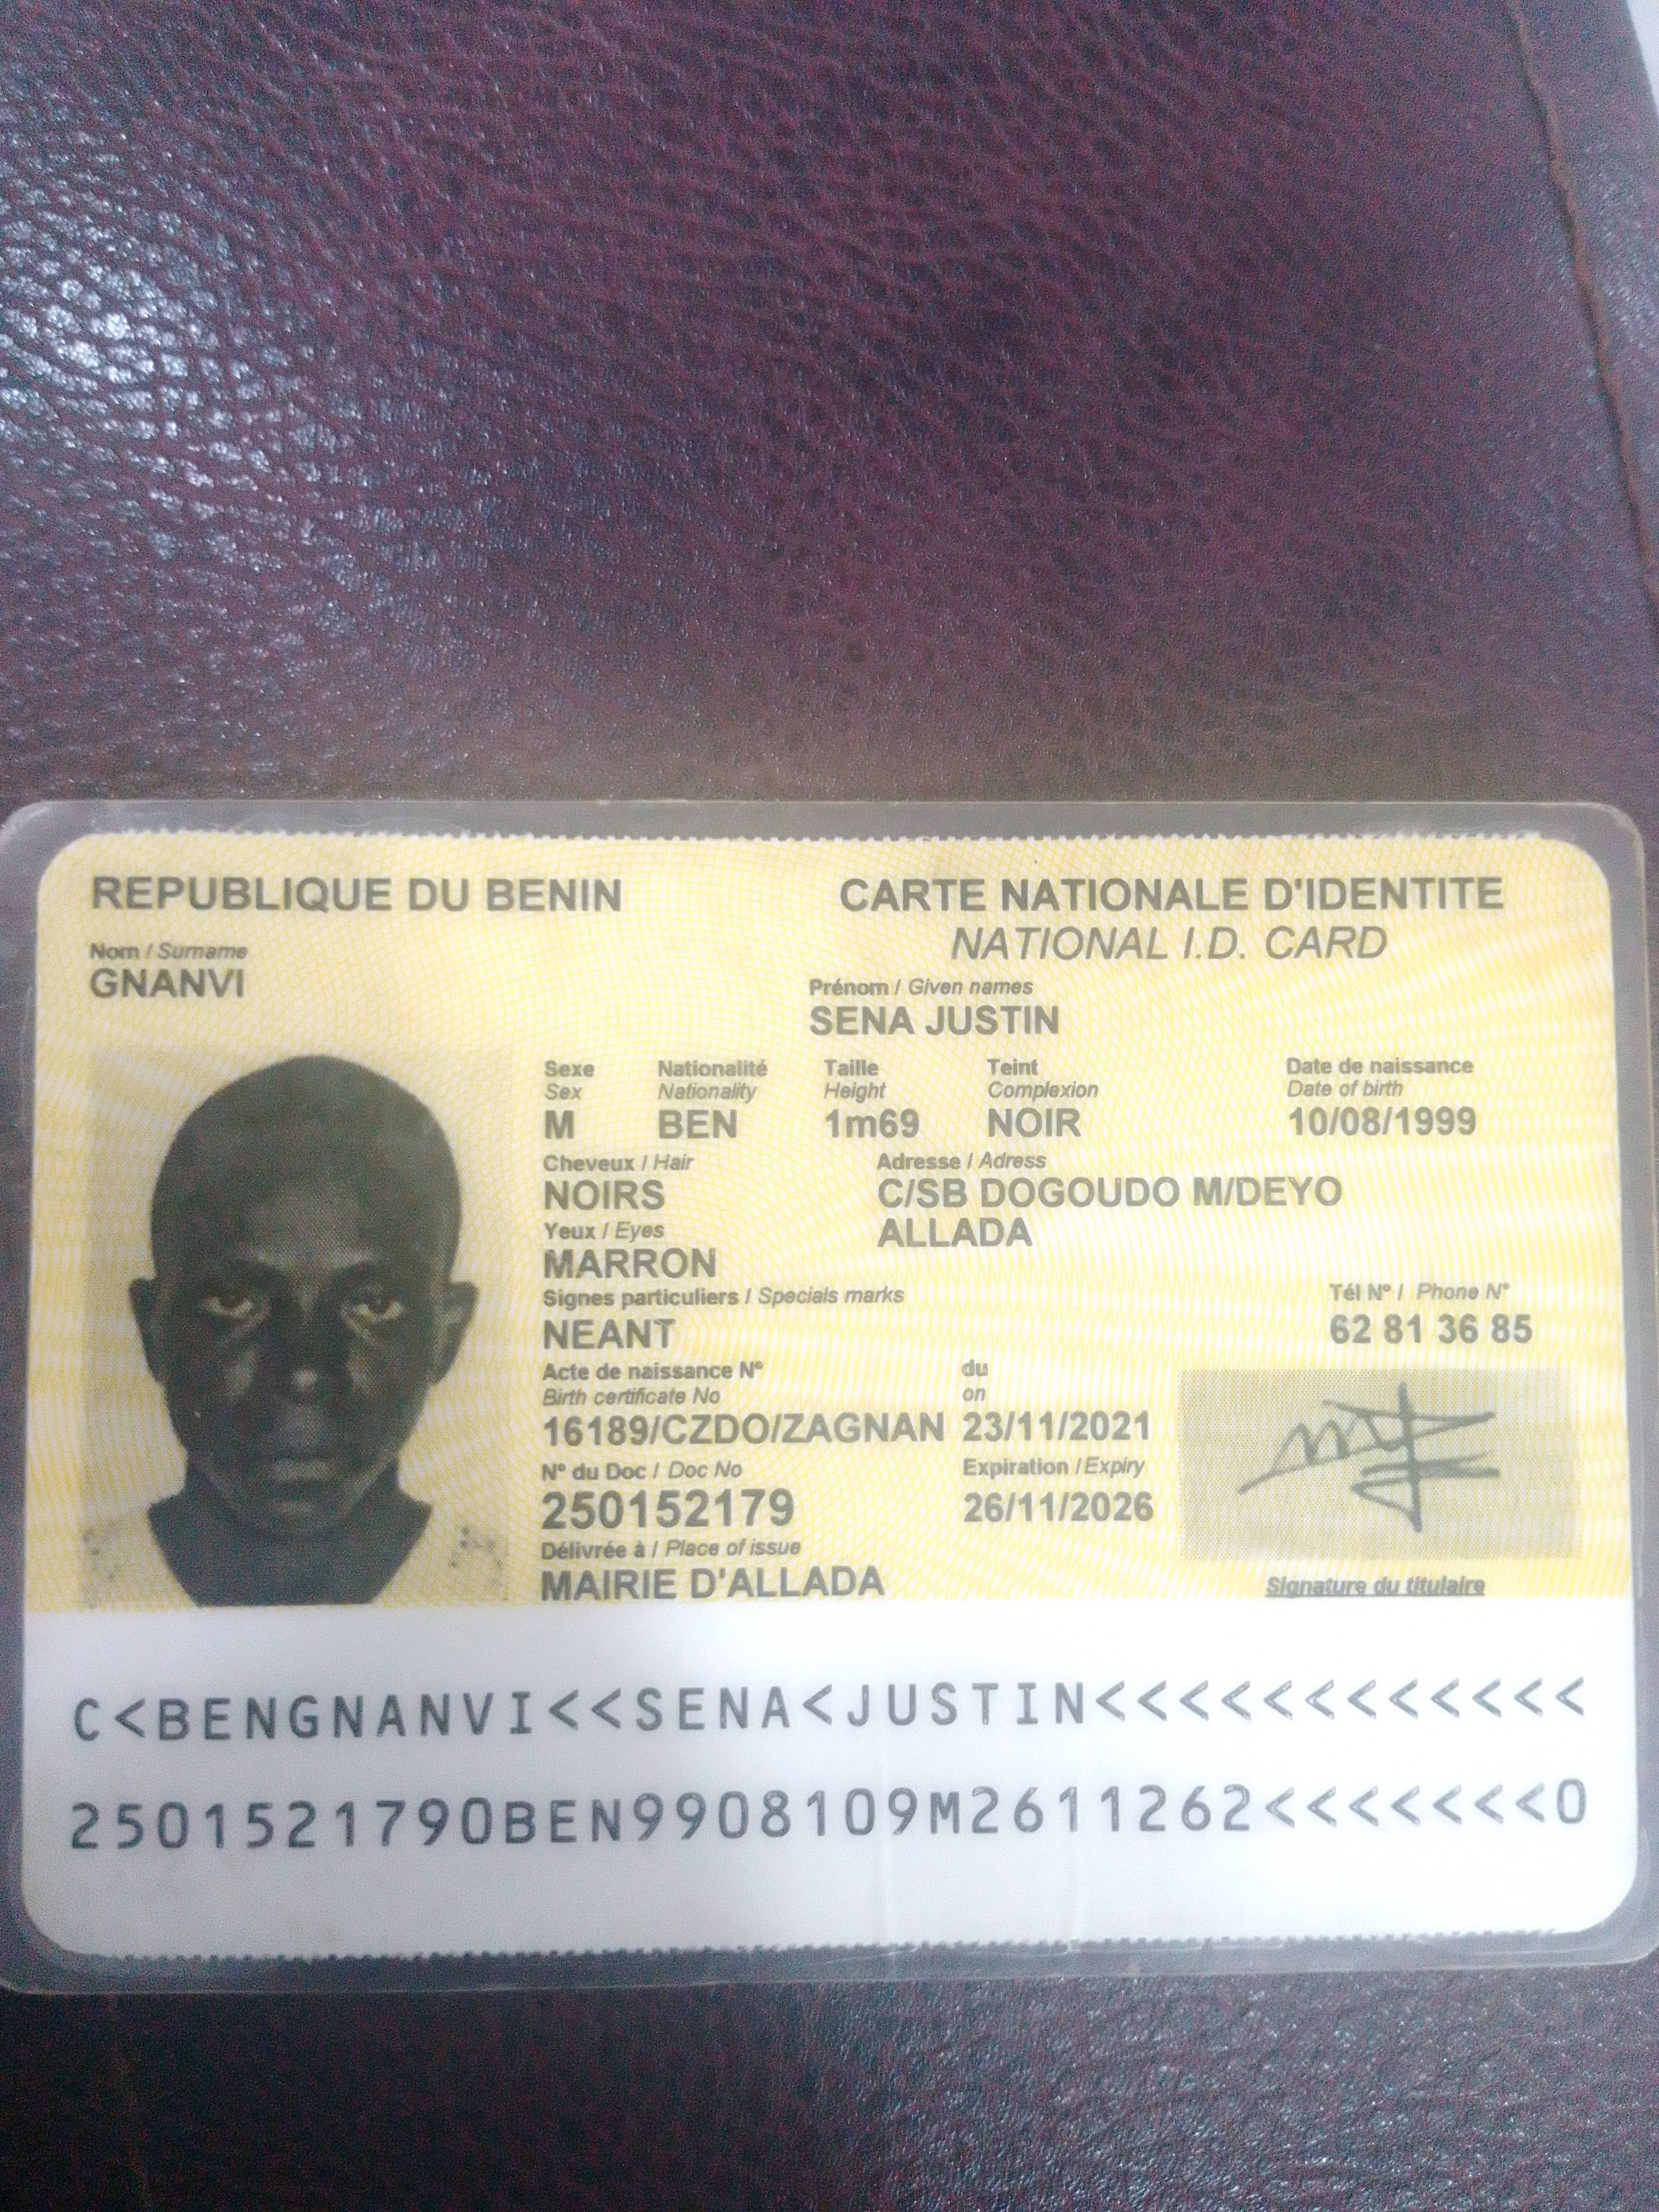 REPUBLIQUE DU BENIN
CARTE NATIONALE D'IDENTITE
NATIONAL I.D. CARD
Nom / Surname
GNANVI
Prénom / Given names
SENA JUSTIN
Sexe Nationalité Taille Teint Date de naissance
Sex Nationality Height Complexion Date of birth
M BEN 1m69 NOIR 10/08/1999
Cheveux / Hair Adresse / Adress
NOIRS C/SB DOGOUDO M/DEYO
Yeux / Eyes ALLADA
MARRON
Signes particuliers / Specials marks Tél N° / Phone N°
NEANT 62 81 36 85
Acte de naissance N° du
Birth certificate No on
16189/CZDO/ZAGNAN 23/11/2021
N° du Doc / Doc No Expiration / Expiry
250152179 26/11/2026
Délivrée à / Place of issue
MAIRIE D'ALLADA Signature du titulaire
C<BENGNANVI<<SENA<JUSTIN<<<<<<<<<<<<
2501521790BEN9908109M2611262<<<<<<<0